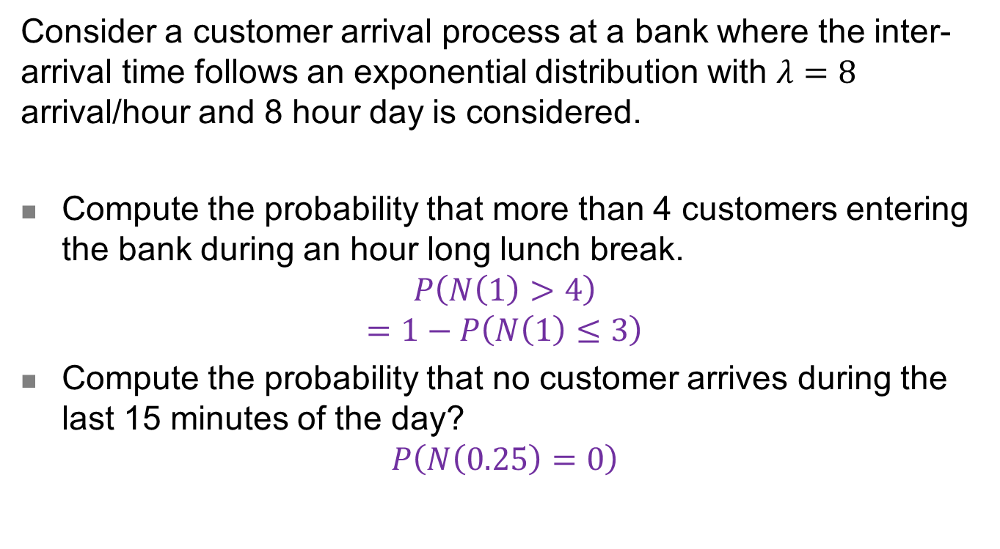 Consider a customer arrival process at a bank where the inter-
arrival time follows an exponential distribution with λ = 8
arrival/hour and 8 hour day is considered.
▪ Compute the probability that more than 4 customers entering
the bank during an hour long lunch break.
P(N(1) > 4)
= 1 − P(N(1) ≤ 3)
▪ Compute the probability that no customer arrives during the
last 15 minutes of the day?
P(N(0.25) = 0)